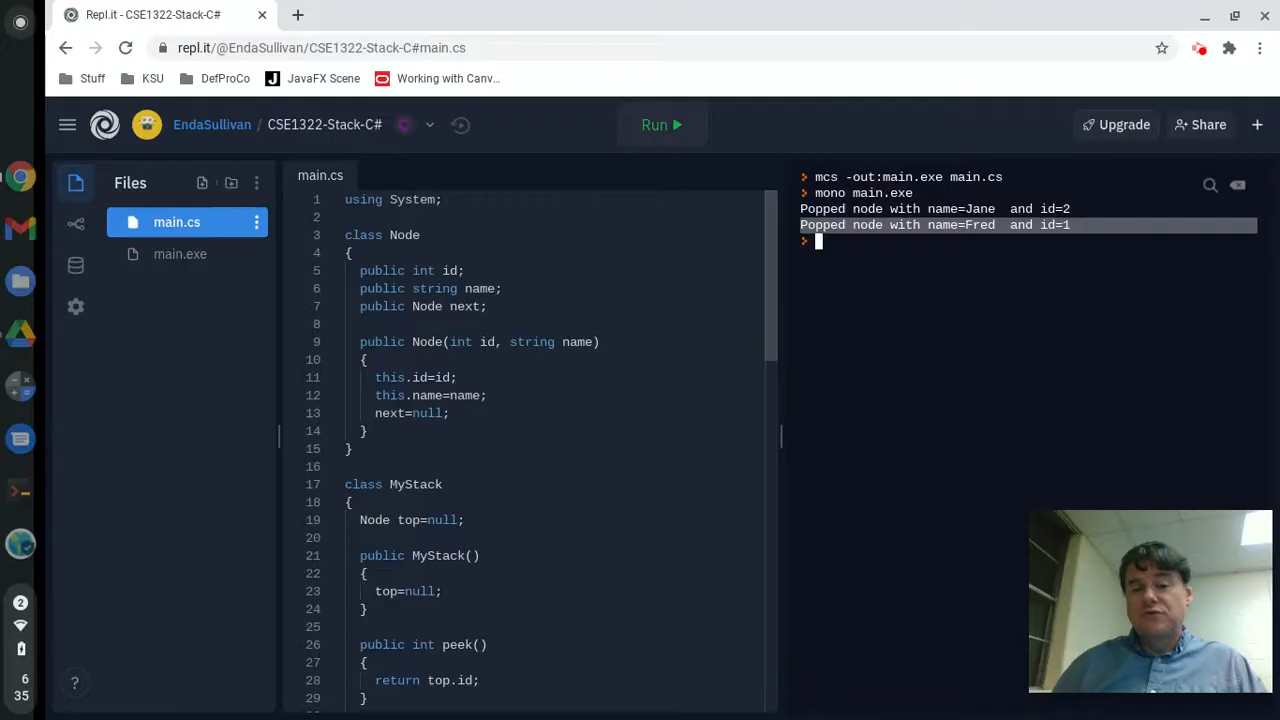 Repl.it - CSE1322-Stack-C#
repl.it/@EndaSullivan/CSE1322-Stack-C#main.cs
Stuff KSU DefProCo JavaFX Scene Working with Canv...
EndaSullivan / CSE1322-Stack-C# Run Upgrade Share
Files
main.cs
main.exe
main.cs
1 using System;
2
3 class Node
4 {
5 public int id;
6 public string name;
7 public Node next;
8
9 public Node(int id, string name)
10 {
11 this.id=id;
12 this.name=name;
13 next=null;
14 }
15 }
16
17 class MyStack
18 {
19 Node top=null;
20
21 public MyStack()
22 {
23 top=null;
24 }
25
26 public int peek()
27 {
28 return top.id;
29 }
mcs -out:main.exe main.cs
mono main.exe
Popped node with name=Jane and id=2
Popped node with name=Fred and id=1
2
6
35